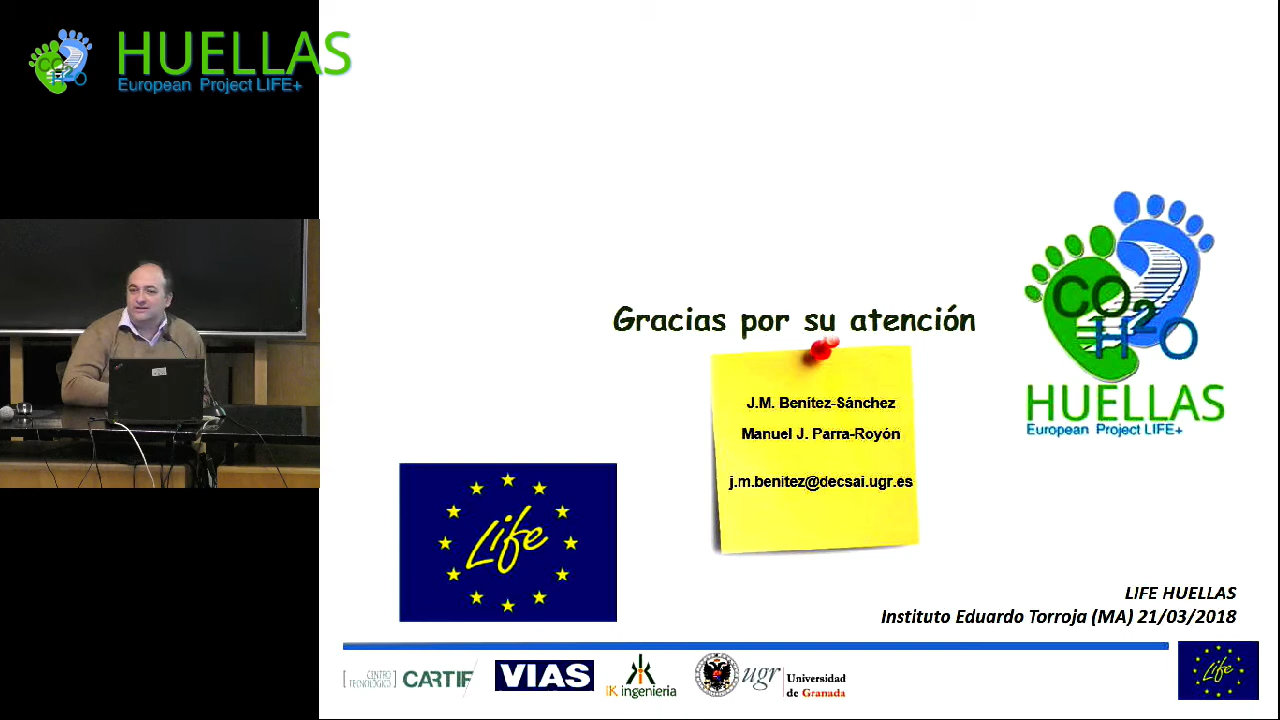 HUELLAS
European Project LIFE+
Gracias por su atención
J.M. Benítez-Sánchez
Manuel J. Parra-Royón
j.m.benitez@decsai.ugr.es
CO2
H2O
HUELLAS
European Project LIFE+
Life
LIFE HUELLAS
Instituto Eduardo Torroja (MA) 21/03/2018
CENTRO
TECNOLÓGICO
CARTIF
VIAS
iK ingeniería
ugr
Universidad
de Granada
Life